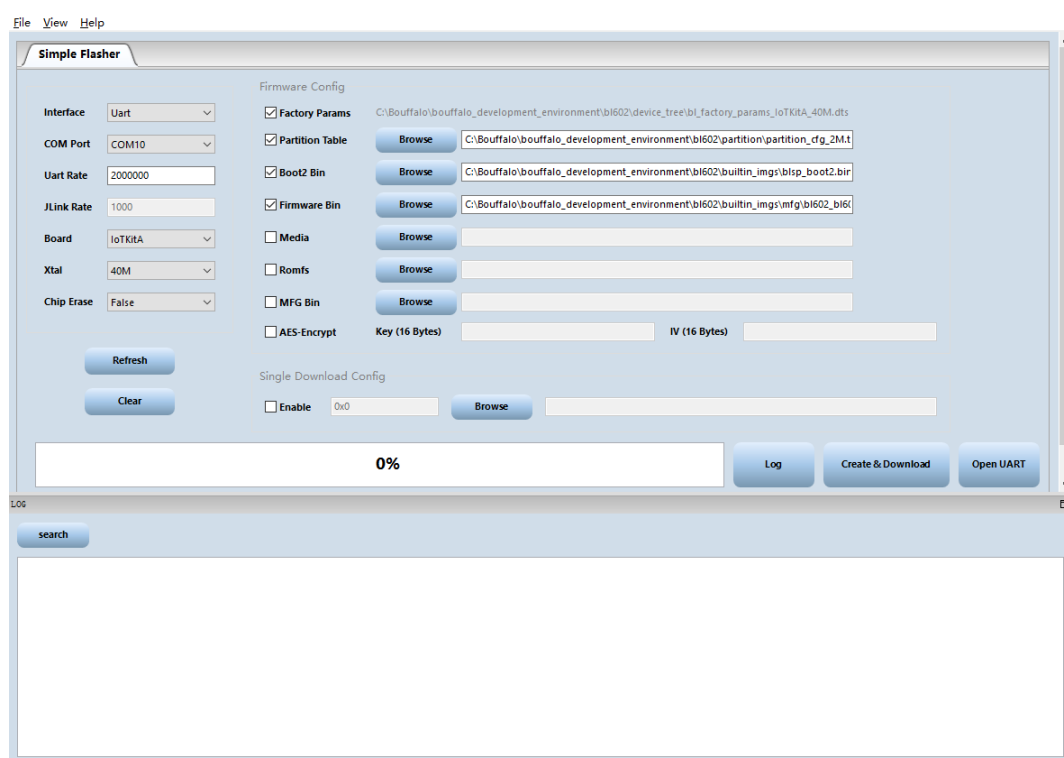 File View Help
Simple Flasher
Firmware Config
Interface Uart
Factory Params C:\Bouffalo\bouffalo_development_environment\bl602\device_tree\bl_factory_params_IoTKitA_40M.dts
COM Port COM10
Partition Table Browse C:\Bouffalo\bouffalo_development_environment\bl602\partition\partition_cfg_2M.t
Uart Rate 2000000
Boot2 Bin Browse C:\Bouffalo\bouffalo_development_environment\bl602\builtin_imgs\blsp_boot2.bin
JLink Rate 1000
Firmware Bin Browse C:\Bouffalo\bouffalo_development_environment\bl602\builtin_imgs\mfg\bl602_bl60
Board IoTKitA
Media Browse
Xtal 40M
Romfs Browse
Chip Erase False
MFG Bin Browse
AES-Encrypt Key (16 Bytes) IV (16 Bytes)
Refresh
Single Download Config
Clear
Enable 0x0 Browse
0% Log Create & Download Open UART
LOG
search